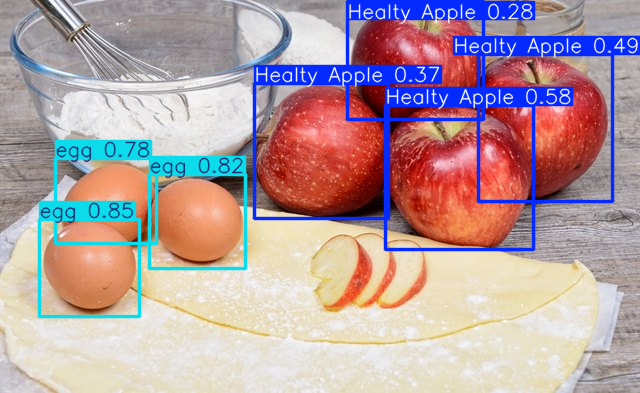 Healty Apple 0.28
Healty Apple 0.49
Healty Apple 0.37
Healty Apple 0.58
egg 0.78
egg 0.82
egg 0.85